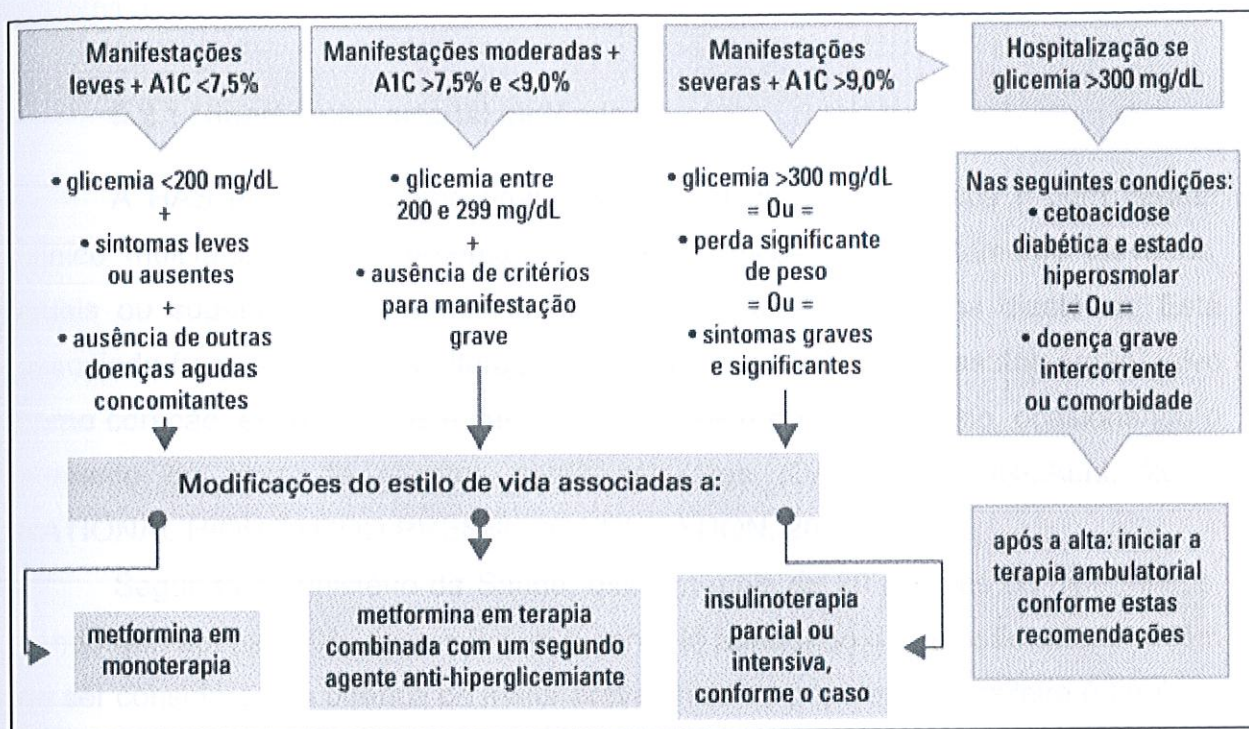 Manifestações
leves + A1C <7,5%
Manifestações moderadas +
A1C >7,5% e <9,0%
Manifestações
severas + A1C >9,0%
Hospitalização se
glicemia >300 mg/dL
• glicemia <200 mg/dL
+
• sintomas leves
ou ausentes
+
• ausência de outras
doenças agudas
concomitantes
• glicemia entre
200 e 299 mg/dL
+
• ausência de critérios
para manifestação
grave
• glicemia >300 mg/dL
= Ou =
• perda significante
de peso
= Ou =
• sintomas graves
e significantes
Nas seguintes condições:
• cetoacidose
diabética e estado
hiperosmolar
= Ou =
• doença grave
intercorrente
ou comorbidade
Modificações do estilo de vida associadas a:
metformina em
monoterapia
metformina em terapia
combinada com um segundo
agente anti-hiperglicemiante
insulinoterapia
parcial ou
intensiva,
conforme o caso
após a alta: iniciar a
terapia ambulatorial
conforme estas
recomendações